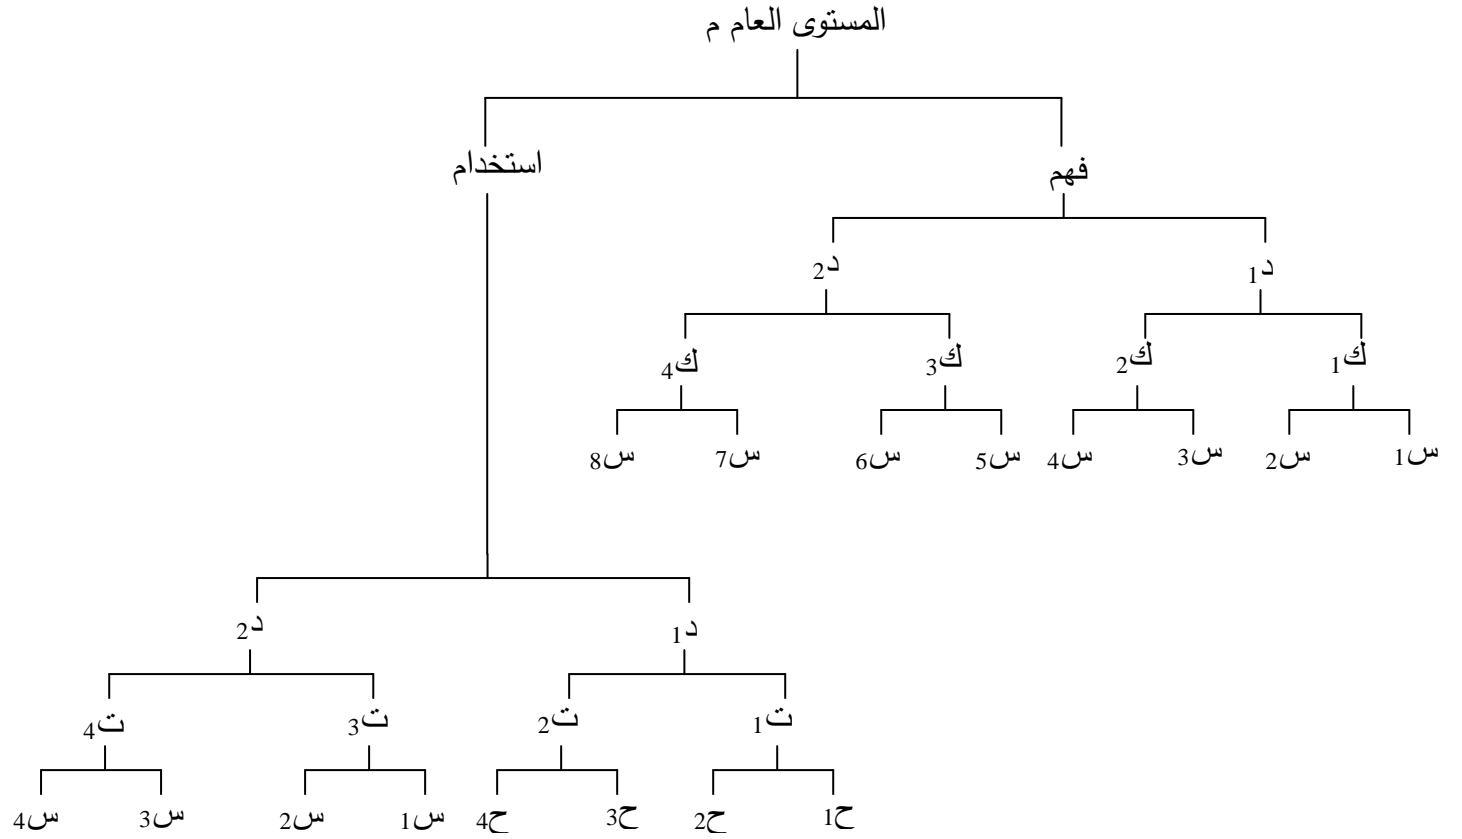 المستوى العام م
فهم
استخدام
د1 د2
ك1 ك2 ك3 ك4
س1 س2 س3 س4 س5 س6 س7 س8
د1 د2
ت1 ت2 ت3 ت4
ح1 ح2 ح3 ح4 س1 س2 س3 س4